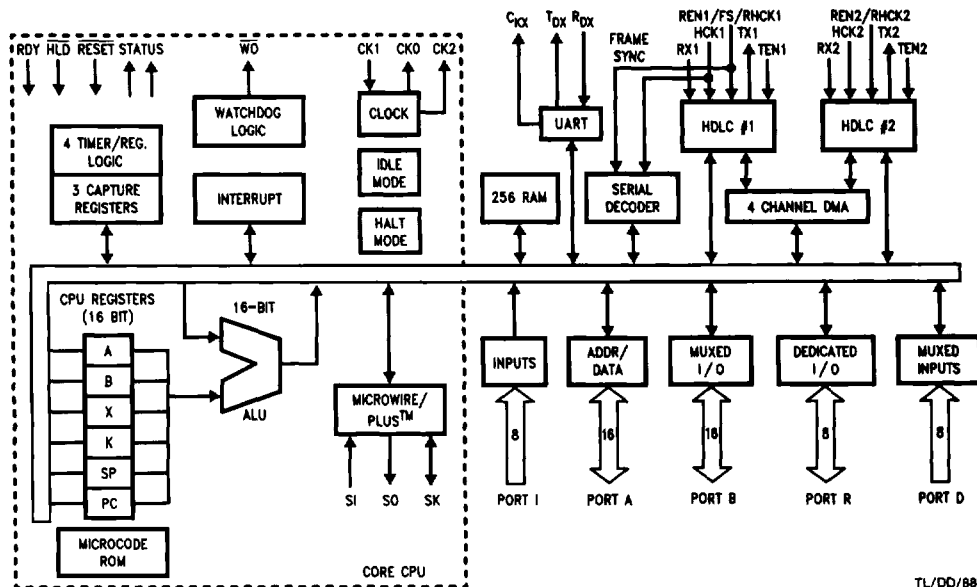 RDY HLD RESET STATUS
WO
CK1 CKO CK2
CLOCK
WATCHDOG
LOGIC
4 TIMER/REG.
LOGIC
3 CAPTURE
REGISTERS
INTERRUPT
IDLE
MODE
HALT
MODE
CKX TDX RDX
UART
FRAME
SYNC
REN1/FS/RHCK1
HCK1
RX1
TX1
TEN1
HDLC #1
REN2/RHCK2
HCK2
RX2
TX2
TEN2
HDLC #2
256 RAM
SERIAL
DECODER
4 CHANNEL DMA
CPU REGISTERS
(16 BIT)
A
B
X
K
SP
PC
MICROCODE
ROM
16-BIT
ALU
MICROWIRE/
PLUS™
SI SO SK
CORE CPU
INPUTS
8
PORT I
ADDR/
DATA
16
PORT A
MUXED
I/O
16
PORT B
DEDICATED
I/O
8
PORT R
MUXED
INPUTS
8
PORT D